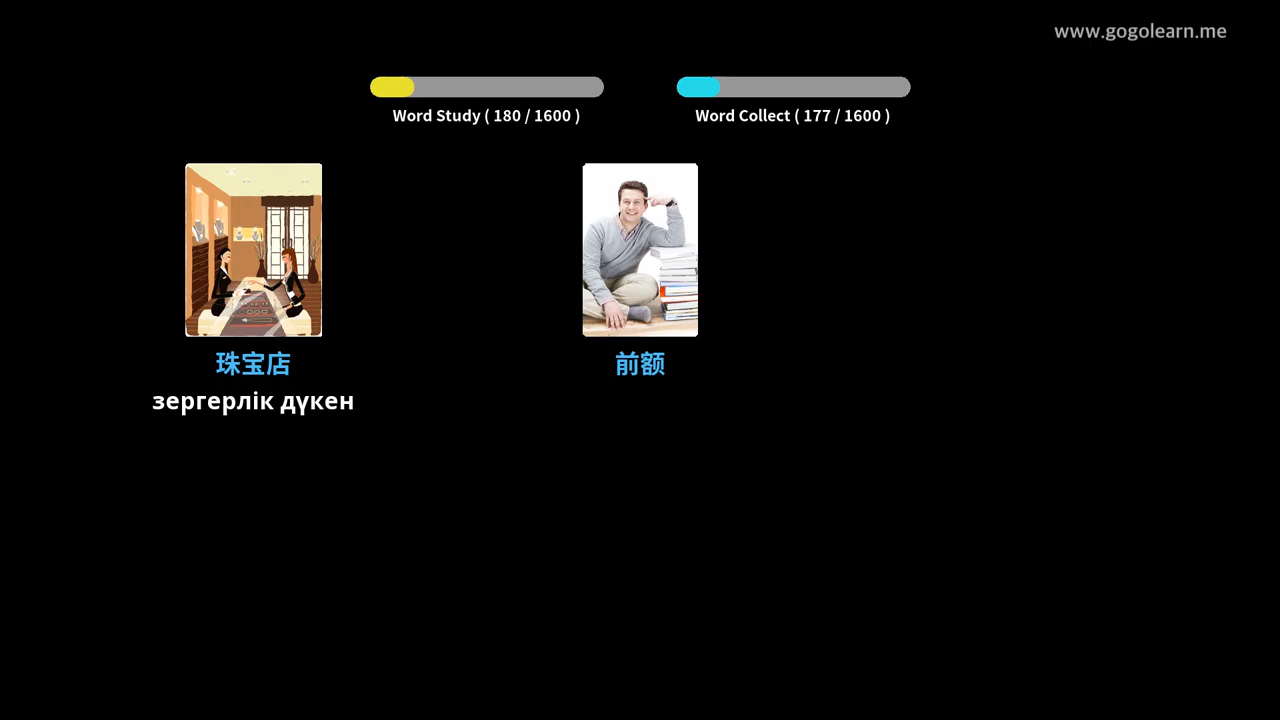 www.gogolearn.me
Word Study ( 180 / 1600 )
Word Collect ( 177 / 1600 )
珠宝店
前额
зергерлік дүкен